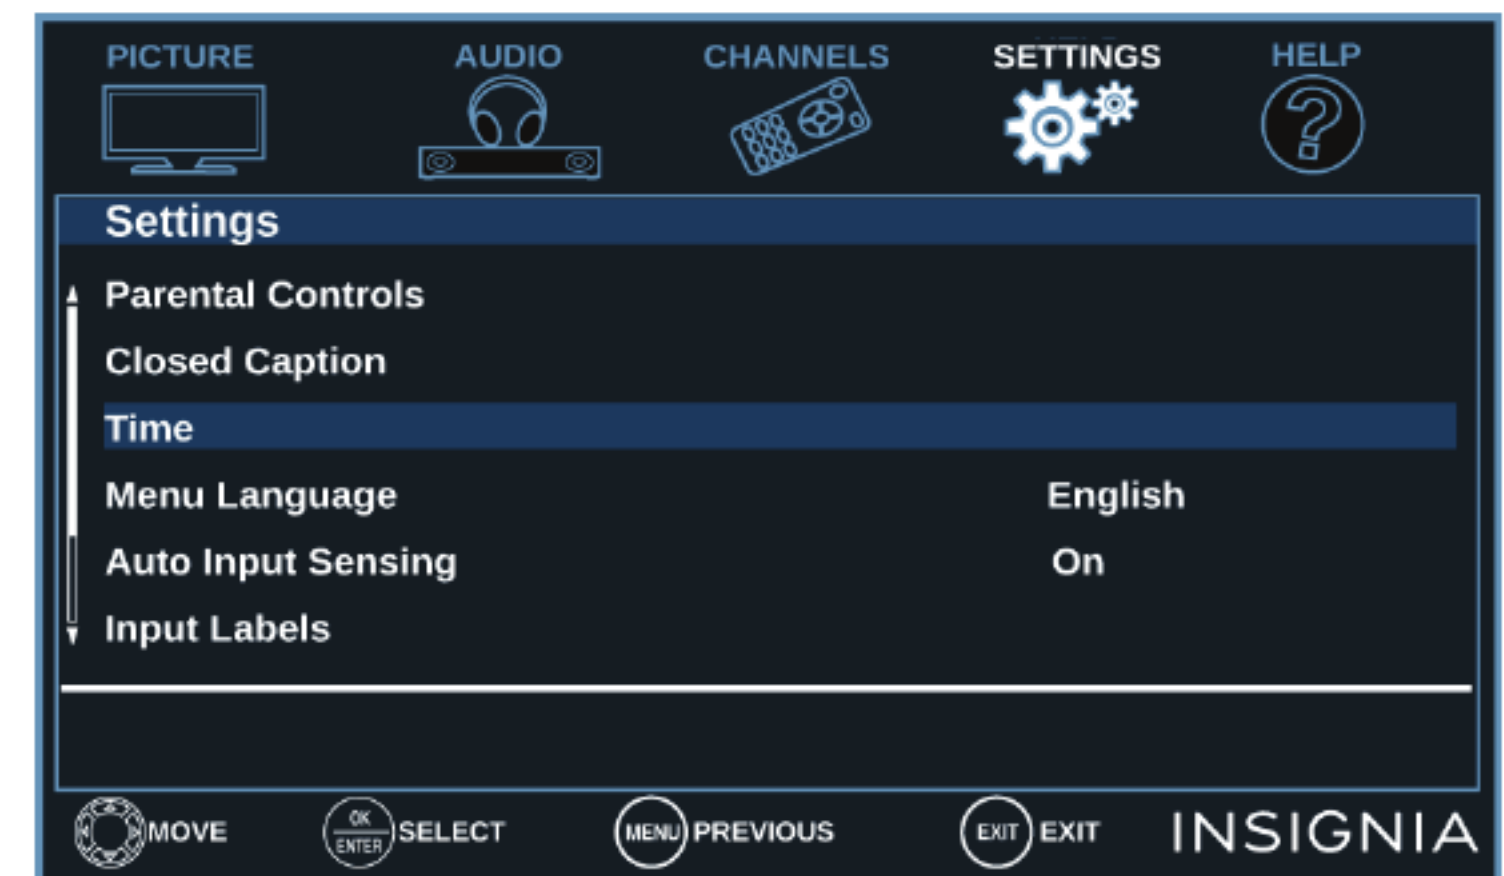 PICTURE AUDIO CHANNELS SETTINGS HELP
Settings
Parental Controls
Closed Caption
Time
Menu Language English
Auto Input Sensing On
Input Labels
MOVE OK ENTER SELECT MENU PREVIOUS EXIT EXIT INSIGNIA